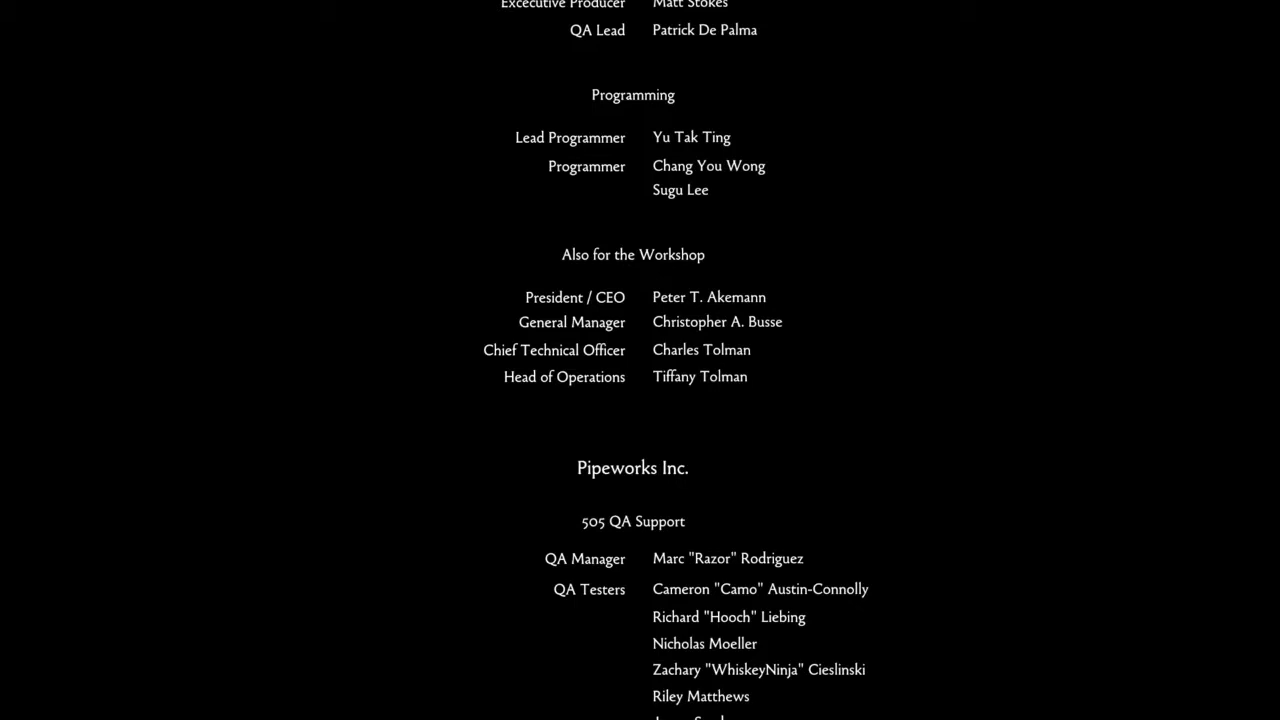 Excecutive Producer Matt Stokes
QA Lead Patrick De Palma
Programming
Lead Programmer Yu Tak Ting
Programmer Chang You Wong
Sugu Lee
Also for the Workshop
President / CEO Peter T. Akemann
General Manager Christopher A. Busse
Chief Technical Officer Charles Tolman
Head of Operations Tiffany Tolman
Pipeworks Inc.
505 QA Support
QA Manager Marc "Razor" Rodriguez
QA Testers Cameron "Camo" Austin-Connolly
Richard "Hooch" Liebing
Nicholas Moeller
Zachary "WhiskeyNinja" Cieslinski
Riley Matthews